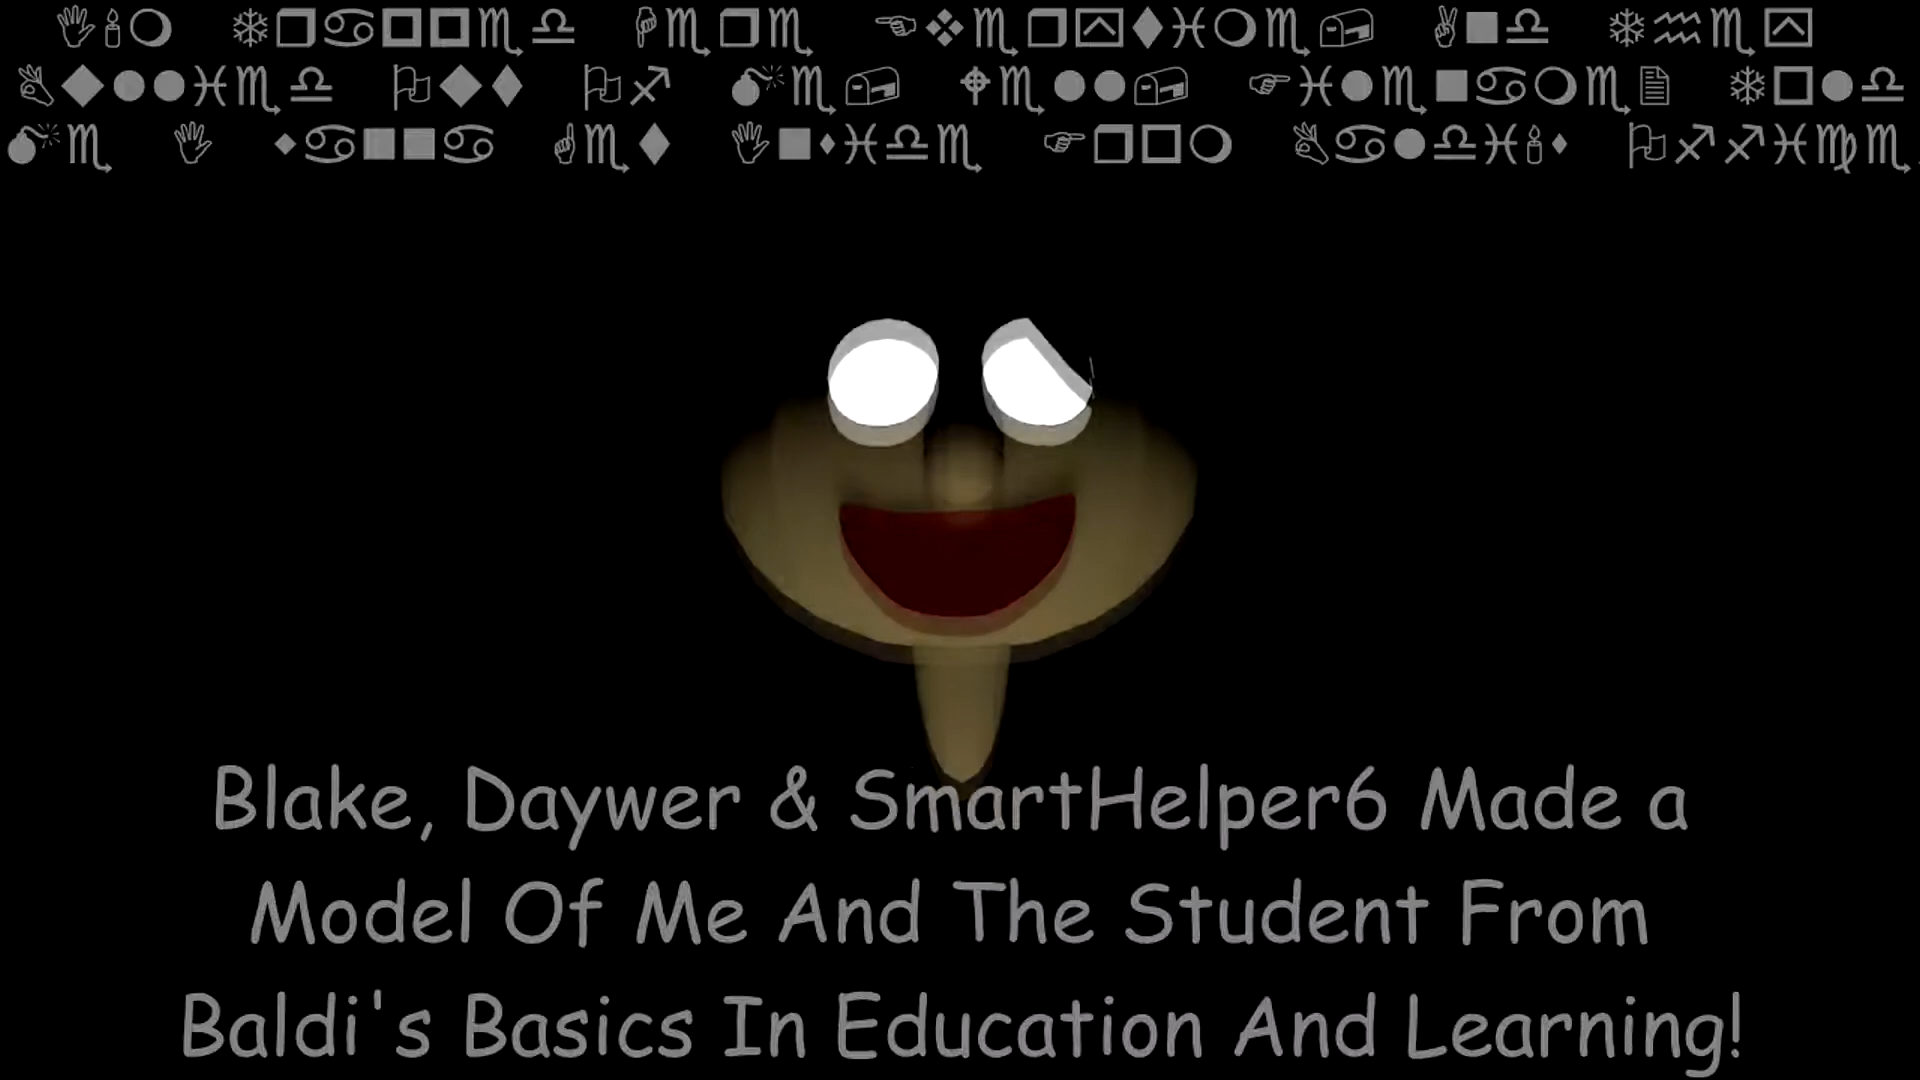 ✋🕯❍ ❄❒♋◻◻♏♎ ☟♏❒♏ ☜❖♏❒⍓⧫♓❍♏📪 ✌■♎ ❄♒♏⍓
👌◆●●♓♏♎ ⚐◆⧫ ⚐♐ 💣♏📪 🕈♏●●📪 ☞♓●♏■♋❍♏📄 ❄□●♎
💣♏ ✋ ⬥♋■■♋ ☝♏⧫ ✋■⬧♓♎♏ ☞❒□❍ 👌♋●♎♓🕯⬧ ⚐♐♐♓♍♏📬
Blake, Daywer & SmartHelper6 Made a
Model Of Me And The Student From
Baldi's Basics In Education And Learning!